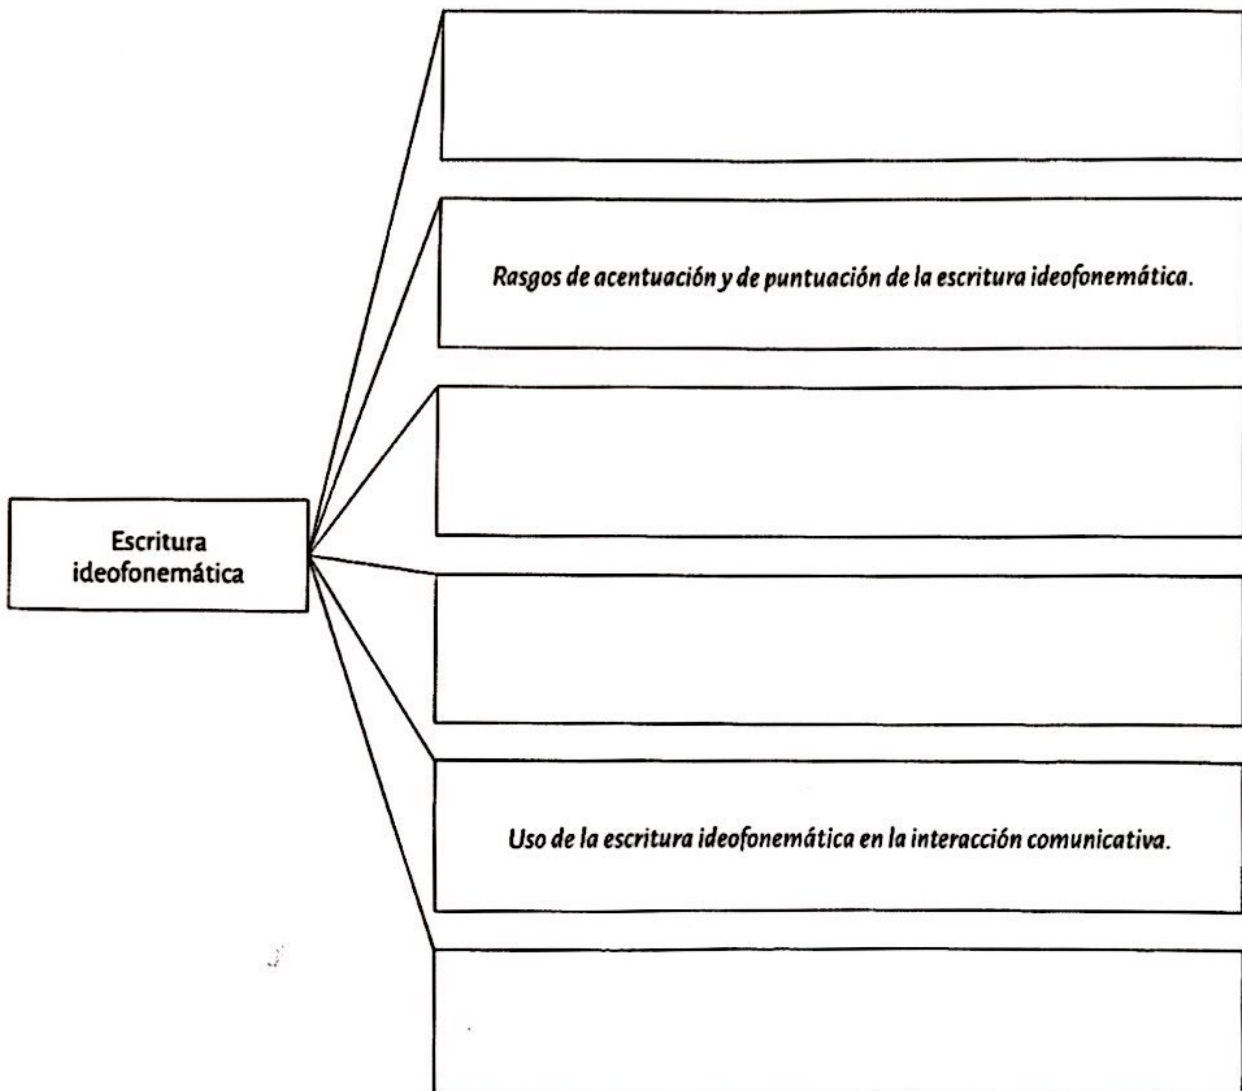 Rasgos de acentuación y de puntuación de la escritura ideofonemática.
Escritura
ideofonemática
Uso de la escritura ideofonemática en la interacción comunicativa.